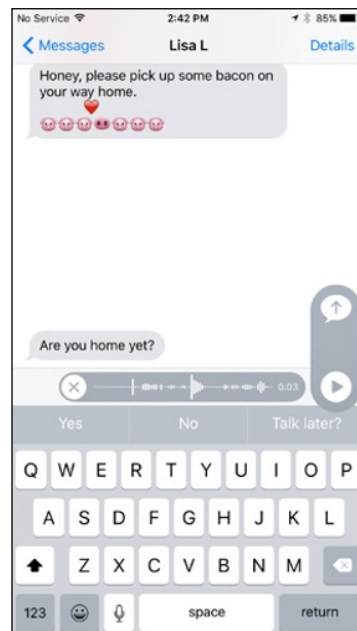 No Service 2:42 PM 85%
Messages Lisa L Details
Honey, please pick up some bacon on
your way home.
Are you home yet?
0:03
Yes No Talk later?
Q W E R T Y U I O P
A S D F G H J K L
Z X C V B N M
123 space return